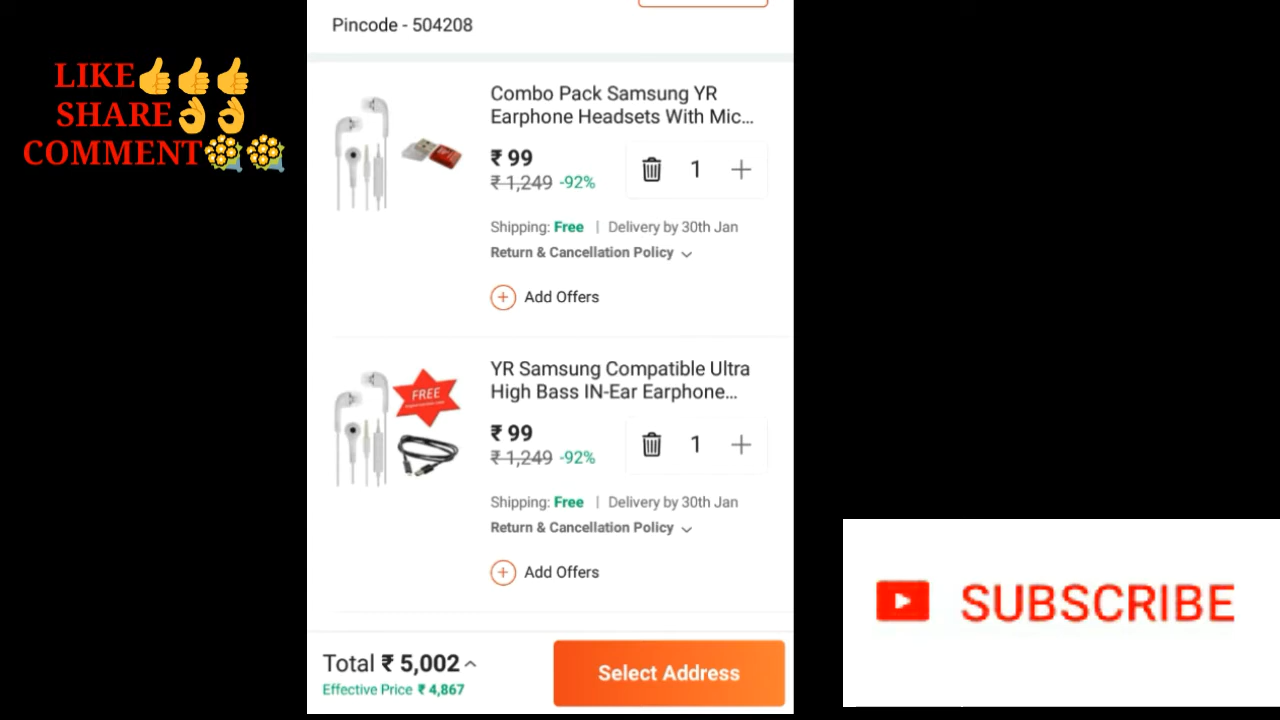 LIKE👍👍👍
SHARE👌👌
COMMENT💐💐
Pincode - 504208
Combo Pack Samsung YR
Earphone Headsets With Mic...
₹ 99
₹ 1,249 -92%
1
Shipping: Free | Delivery by 30th Jan
Return & Cancellation Policy
Add Offers
FREE
YR Samsung Compatible Ultra
High Bass IN-Ear Earphone...
₹ 99
₹ 1,249 -92%
1
Shipping: Free | Delivery by 30th Jan
Return & Cancellation Policy
Add Offers
Total ₹ 5,002
Effective Price ₹ 4,867
Select Address
SUBSCRIBE